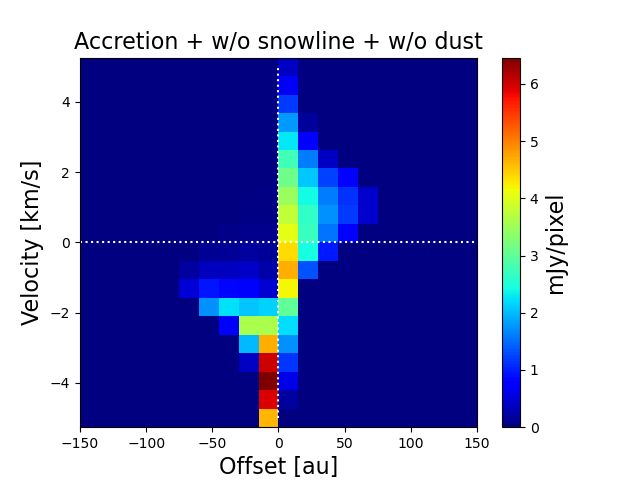 Accretion + w/o snowline + w/o dust
4
2
0
−2
−4
Velocity [km/s]
−150 −100 −50 0 50 100 150
Offset [au]
6
5
4
3
2
1
0
mJy/pixel